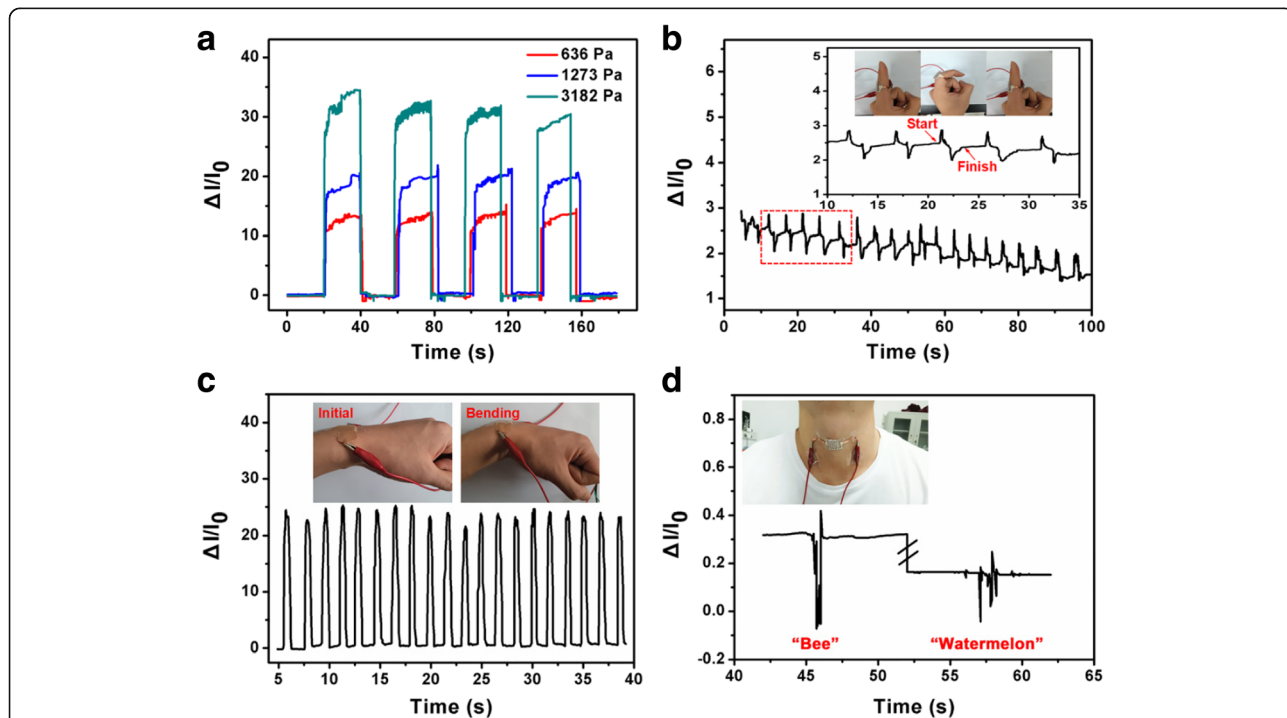 a
636 Pa
1273 Pa
3182 Pa
ΔI/I0
40
30
20
10
0
0 40 80 120 160
Time (s)
b
ΔI/I0
6
5
4
3
2
1
0 20 40 60 80 100
Time (s)
5
4
3
2
1
Start
Finish
10 15 20 25 30 35
c
Initial
Bending
ΔI/I0
40
30
20
10
0
5 10 15 20 25 30 35 40
Time (s)
d
ΔI/I0
0.8
0.6
0.4
0.2
0.0
-0.2
“Bee”
“Watermelon”
40 45 50 55 60 65
Time (s)